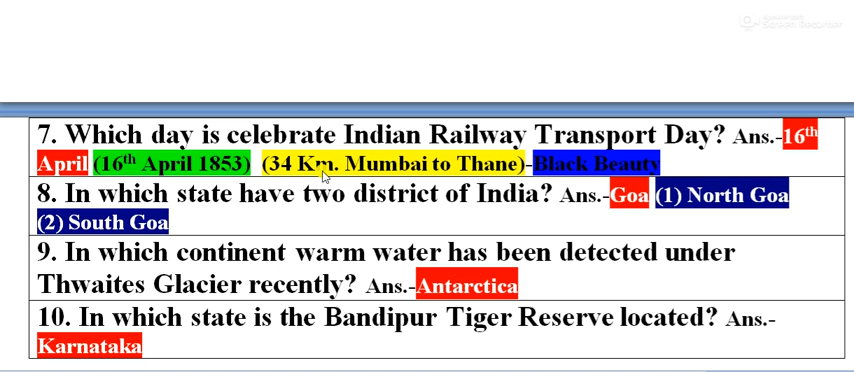 7. Which day is celebrate Indian Railway Transport Day? Ans.-16th
April (16th April 1853) (34 Km. Mumbai to Thane)-Black Beauty
8. In which state have two district of India? Ans.-Goa (1) North Goa
(2) South Goa
9. In which continent warm water has been detected under
Thwaites Glacier recently? Ans.-Antarctica
10. In which state is the Bandipur Tiger Reserve located? Ans.-
Karnataka